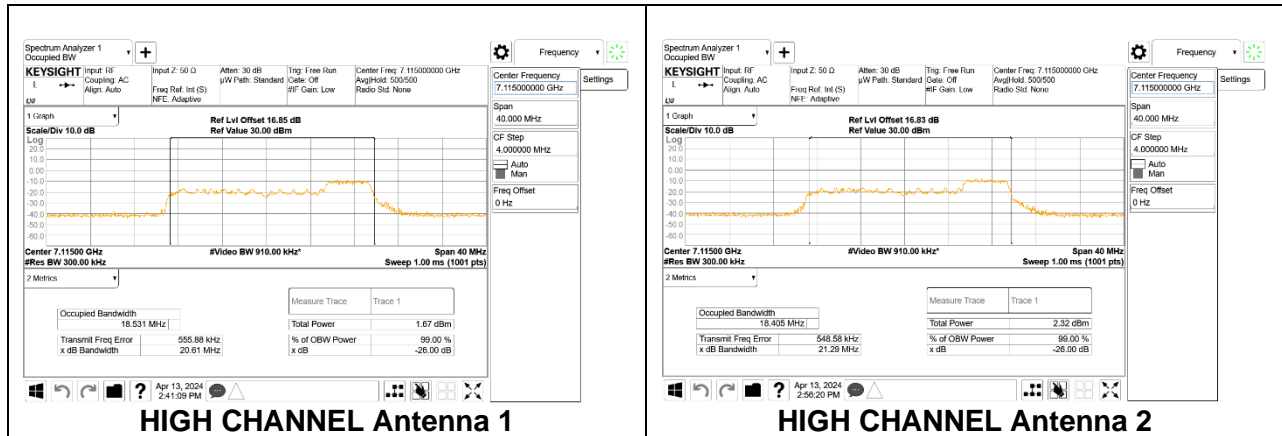 Spectrum Analyzer 1
Occupied BW
Frequency
KEYSIGHT
Input: RF
Coupling: AC
Align: Auto
Input Z: 50 Ω
Freq Ref: Int (S)
NFE: Adaptive
Atten: 30 dB
µW Path: Standard
Trig: Free Run
Gate: Off
#IF Gain: Low
Center Freq: 7.115000000 GHz
Avg|Hold: 500/500
Radio Std: None
Center Frequency
7.115000000 GHz
Settings
Span
40.000 MHz
CF Step
4.000000 MHz
Auto
Man
Freq Offset
0 Hz
1 Graph
Scale/Div 10.0 dB
Ref Lvl Offset 16.85 dB
Ref Value 30.00 dBm
Log
20.0
10.0
0.00
-10.0
-20.0
-30.0
-40.0
-50.0
-60.0
Center 7.11500 GHz
#Video BW 910.00 kHz*
Span 40 MHz
#Res BW 300.00 kHz
Sweep 1.00 ms (1001 pts)
2 Metrics
Measure Trace Trace 1
Occupied Bandwidth
18.531 MHz
Total Power 1.67 dBm
Transmit Freq Error 555.88 kHz
% of OBW Power 99.00 %
x dB Bandwidth 20.61 MHz
x dB -26.00 dB
Apr 13, 2024
2:41:09 PM
HIGH CHANNEL Antenna 1
Spectrum Analyzer 1
Occupied BW
Frequency
KEYSIGHT
Input: RF
Coupling: AC
Align: Auto
Input Z: 50 Ω
Freq Ref: Int (S)
NFE: Adaptive
Atten: 30 dB
µW Path: Standard
Trig: Free Run
Gate: Off
#IF Gain: Low
Center Freq: 7.115000000 GHz
Avg|Hold: 500/500
Radio Std: None
Center Frequency
7.115000000 GHz
Settings
Span
40.000 MHz
CF Step
4.000000 MHz
Auto
Man
Freq Offset
0 Hz
1 Graph
Scale/Div 10.0 dB
Ref Lvl Offset 16.83 dB
Ref Value 30.00 dBm
Log
20.0
10.0
0.00
-10.0
-20.0
-30.0
-40.0
-50.0
-60.0
Center 7.11500 GHz
#Video BW 910.00 kHz*
Span 40 MHz
#Res BW 300.00 kHz
Sweep 1.00 ms (1001 pts)
2 Metrics
Measure Trace Trace 1
Occupied Bandwidth
18.405 MHz
Total Power 2.32 dBm
Transmit Freq Error 548.58 kHz
% of OBW Power 99.00 %
x dB Bandwidth 21.29 MHz
x dB -26.00 dB
Apr 13, 2024
2:56:20 PM
HIGH CHANNEL Antenna 2